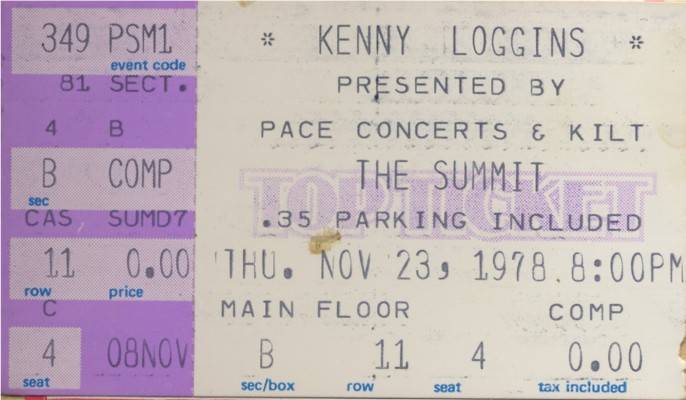 349 PSM1
event code
81 SECT.
4 B
B COMP
sec
CAS SUMD7
11 0.00
row price
C
4 08NOV
seat
* KENNY LOGGINS *
PRESENTED BY
PACE CONCERTS & KILT
THE SUMMIT
TOP TICKET
.35 PARKING INCLUDED
THU. NOV 23, 1978 8:00PM
MAIN FLOOR COMP
B 11 4 0.00
sec/box row seat tax included